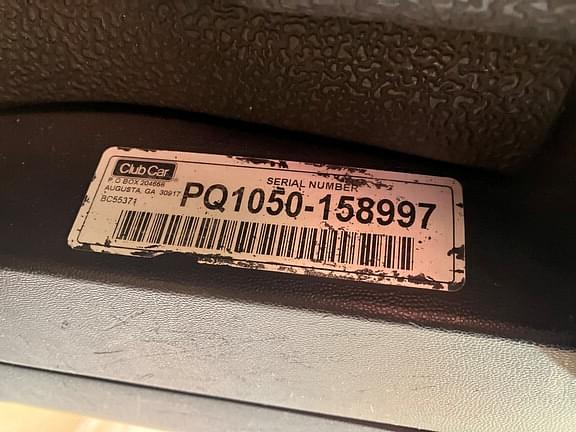 Club Car
P.O BOX 204658
AUGUSTA, GA 30917
BC55371
SERIAL NUMBER
PQ1050-158997